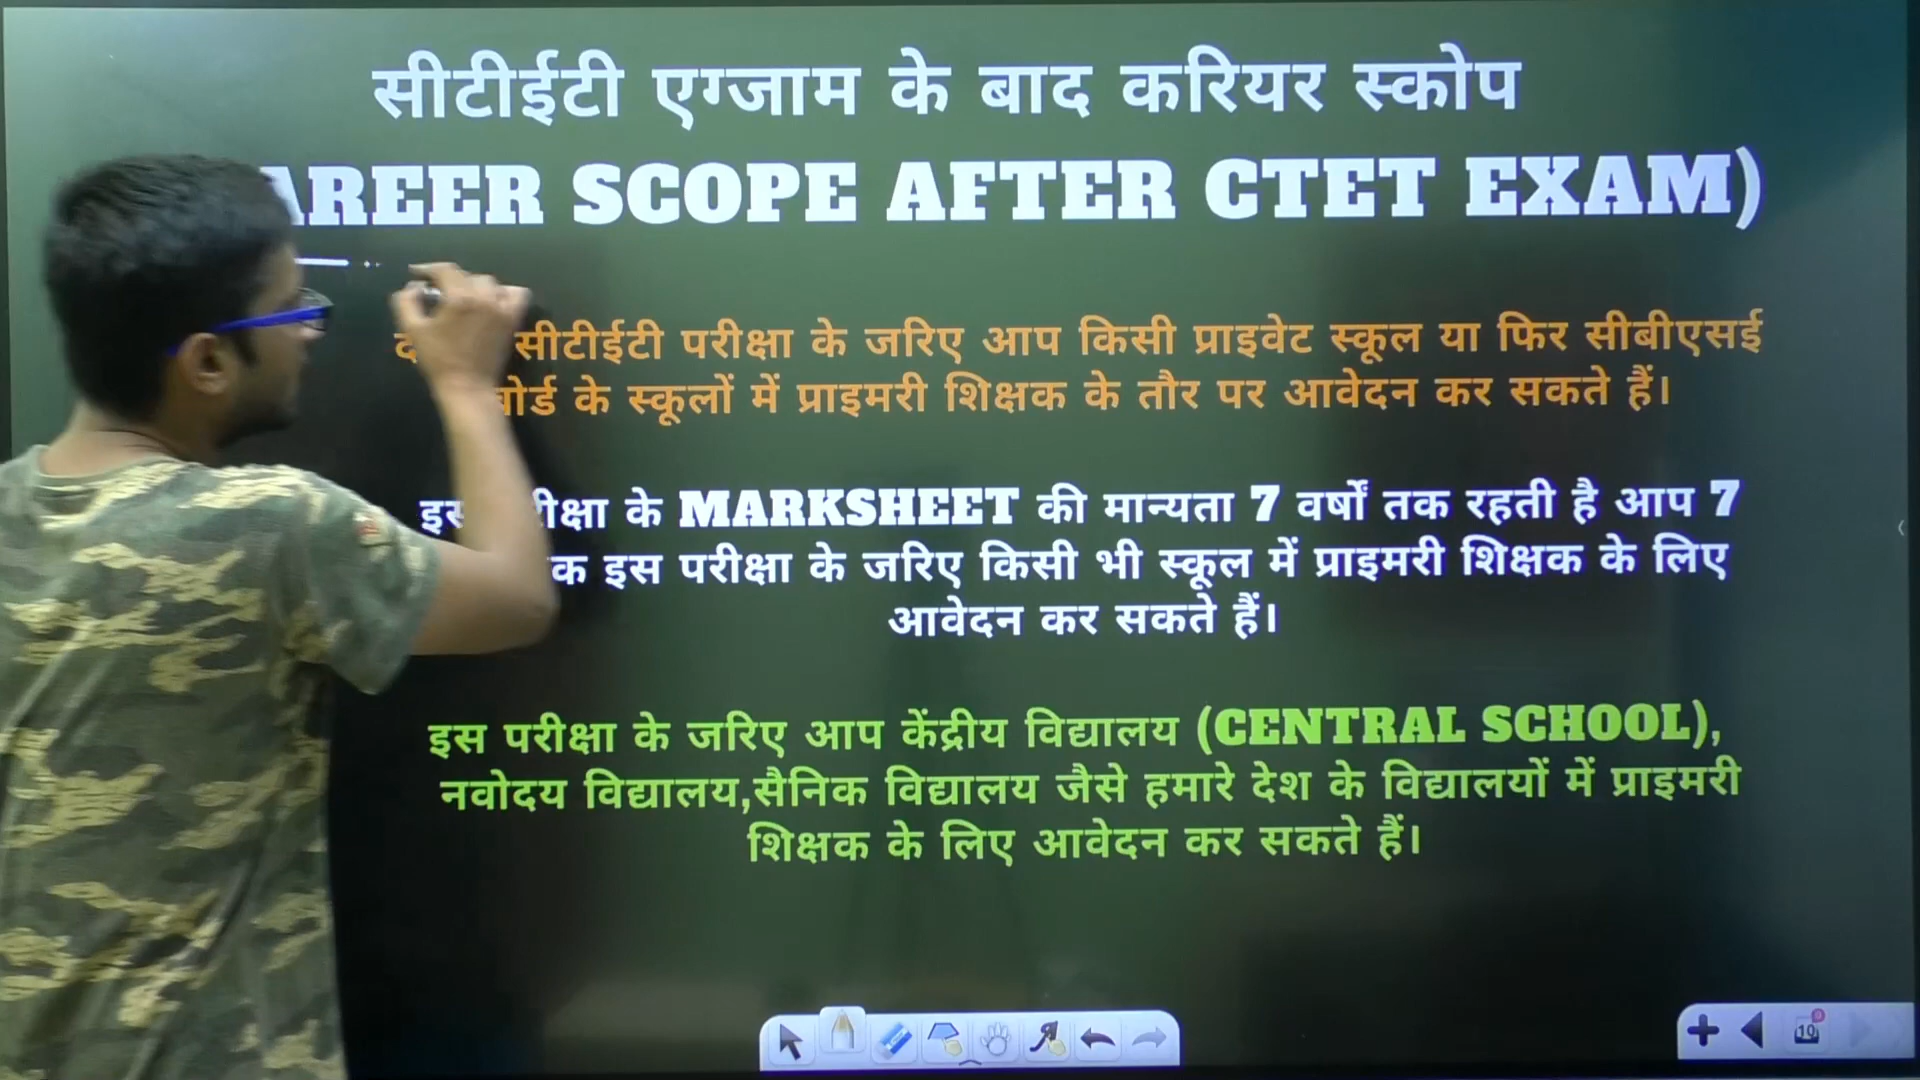 सीटीईटी एग्जाम के बाद करियर स्कोप
AREER SCOPE AFTER CTET EXAM)
सीटीईटी परीक्षा के जरिए आप किसी प्राइवेट स्कूल या फिर सीबीएसई
बोर्ड के स्कूलों में प्राइमरी शिक्षक के तौर पर आवेदन कर सकते हैं।
के MARKSHEET की मान्यता 7 वर्षों तक रहती है आप 7
इस परीक्षा के जरिए किसी भी स्कूल में प्राइमरी शिक्षक के लिए
आवेदन कर सकते हैं।
इस परीक्षा के जरिए आप केंद्रीय विद्यालय (CENTRAL SCHOOL),
नवोदय विद्यालय,सैनिक विद्यालय जैसे हमारे देश के विद्यालयों में प्राइमरी
शिक्षक के लिए आवेदन कर सकते हैं।
10